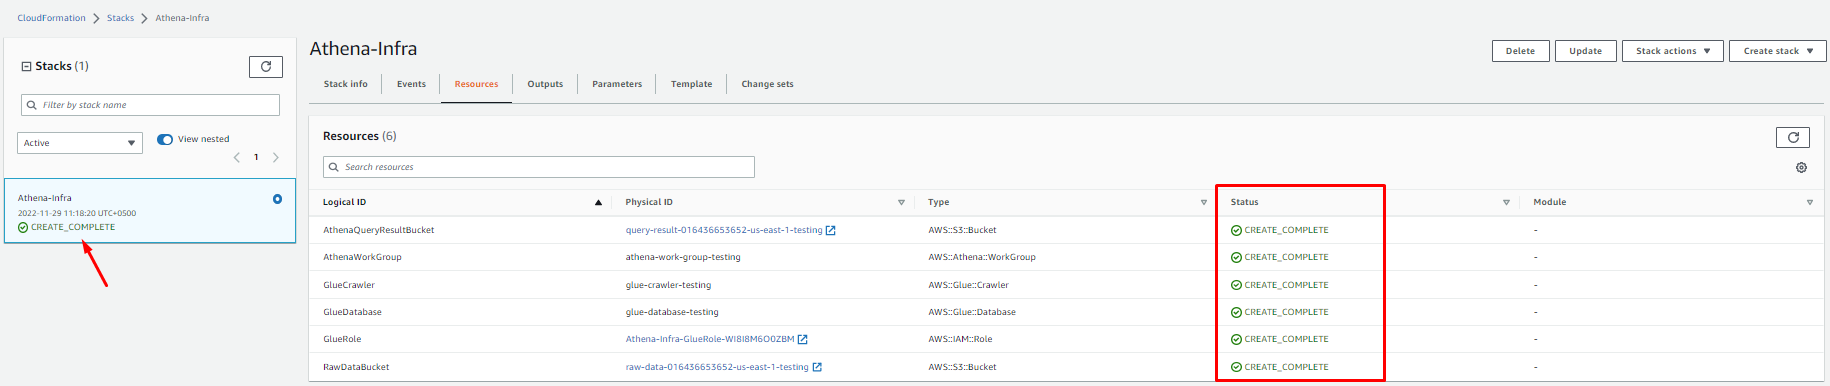 CloudFormation > Stacks > Athena-Infra
Stacks (1)
Filter by stack name
Active
View nested
1
Athena-Infra
2022-11-29 11:18:20 UTC+0500
CREATE_COMPLETE
Athena-Infra
Delete Update Stack actions Create stack
Stack info Events Resources Outputs Parameters Template Change sets
Resources (6)
Search resources
Logical ID Physical ID Type Status Module
AthenaQueryResultBucket query-result-016436653652-us-east-1-testing AWS::S3::Bucket CREATE_COMPLETE -
AthenaWorkGroup athena-work-group-testing AWS::Athena::WorkGroup CREATE_COMPLETE -
GlueCrawler glue-crawler-testing AWS::Glue::Crawler CREATE_COMPLETE -
GlueDatabase glue-database-testing AWS::Glue::Database CREATE_COMPLETE -
GlueRole Athena-Infra-GlueRole-WI8I8M6O0ZBM AWS::IAM::Role CREATE_COMPLETE -
RawDataBucket raw-data-016436653652-us-east-1-testing AWS::S3::Bucket CREATE_COMPLETE -